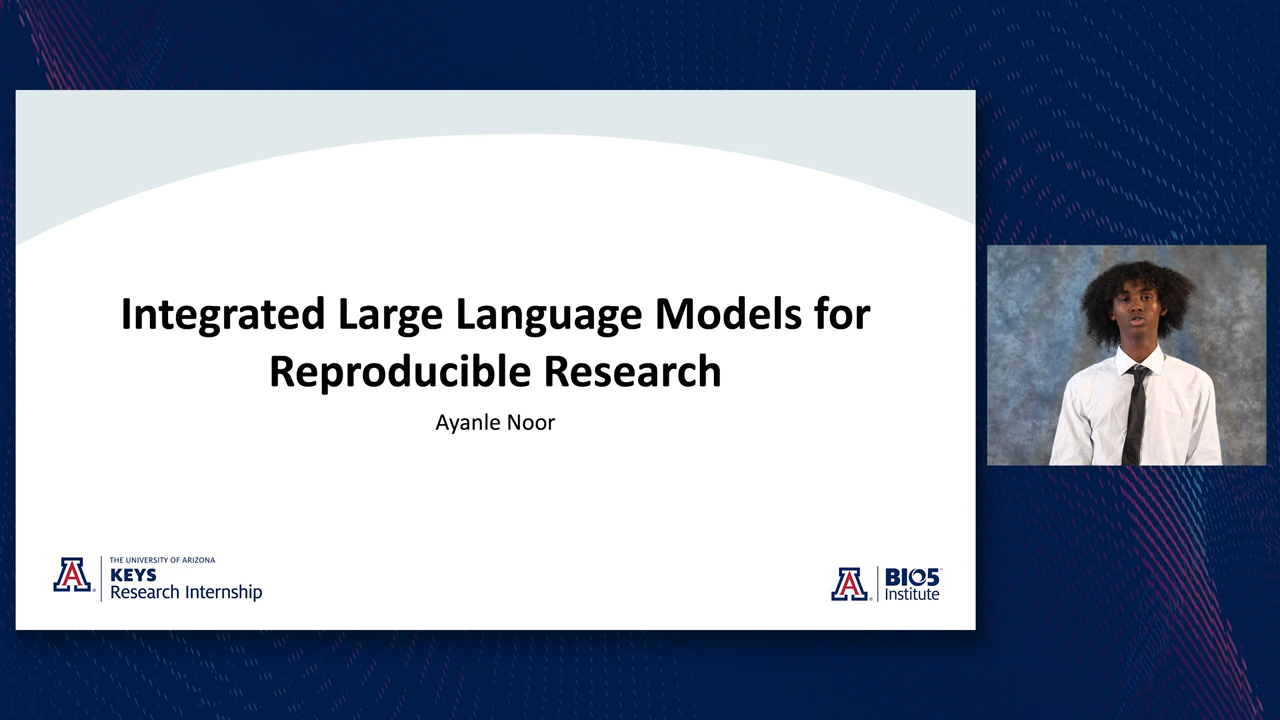 Integrated Large Language Models for
Reproducible Research
Ayanle Noor
THE UNIVERSITY OF ARIZONA
KEYS
Research Internship
BIO5
Institute